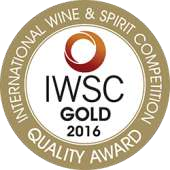 INTERNATIONAL WINE & SPIRIT COMPETITION
IWSC
GOLD
2016
QUALITY AWARD